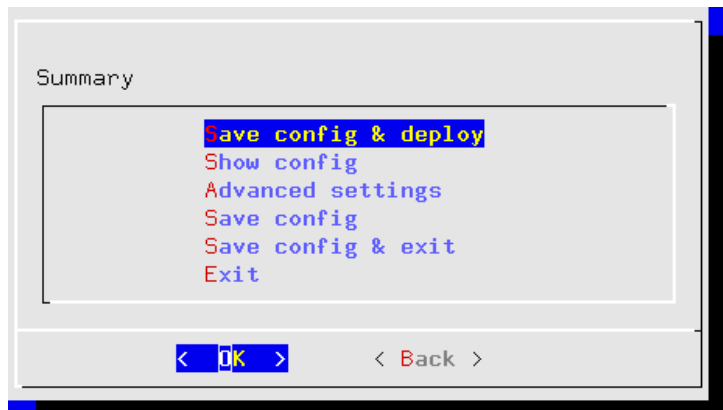 Summary
Save config & deploy
Show config
Advanced settings
Save config
Save config & exit
Exit
< OK > < Back >